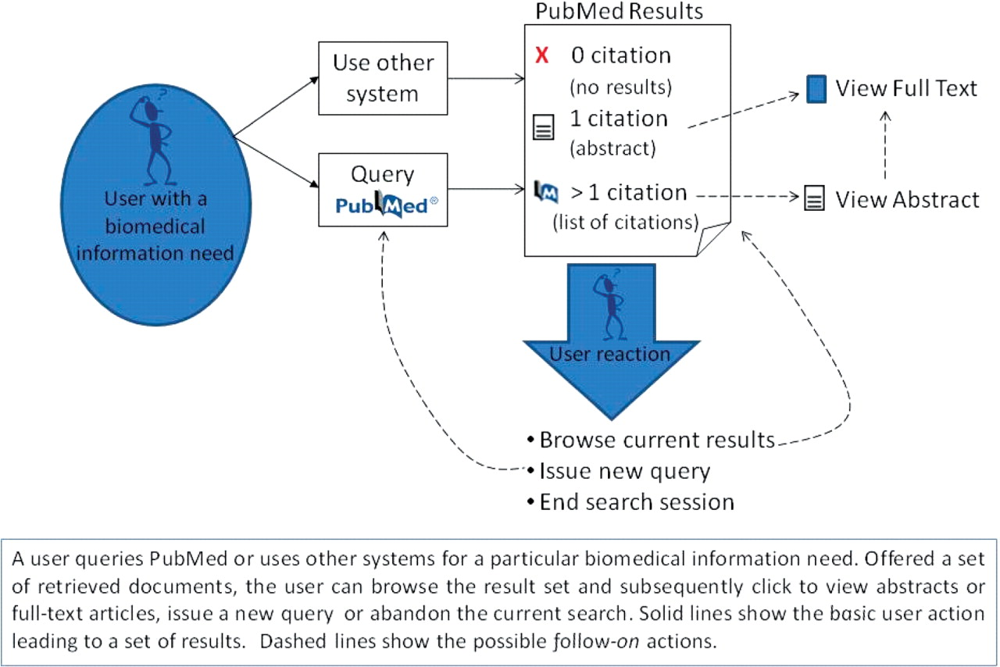 PubMed Results
Use other
system
X 0 citation
(no results)
1 citation
(abstract)
> 1 citation
(list of citations)
View Full Text
View Abstract
Query
PubMed®
?
User with a
biomedical
information need
?
User reaction
• Browse current results
• Issue new query
• End search session
A user queries PubMed or uses other systems for a particular biomedical information need. Offered a set
of retrieved documents, the user can browse the result set and subsequently click to view abstracts or
full-text articles, issue a new query or abandon the current search. Solid lines show the basic user action
leading to a set of results. Dashed lines show the possible follow-on actions.